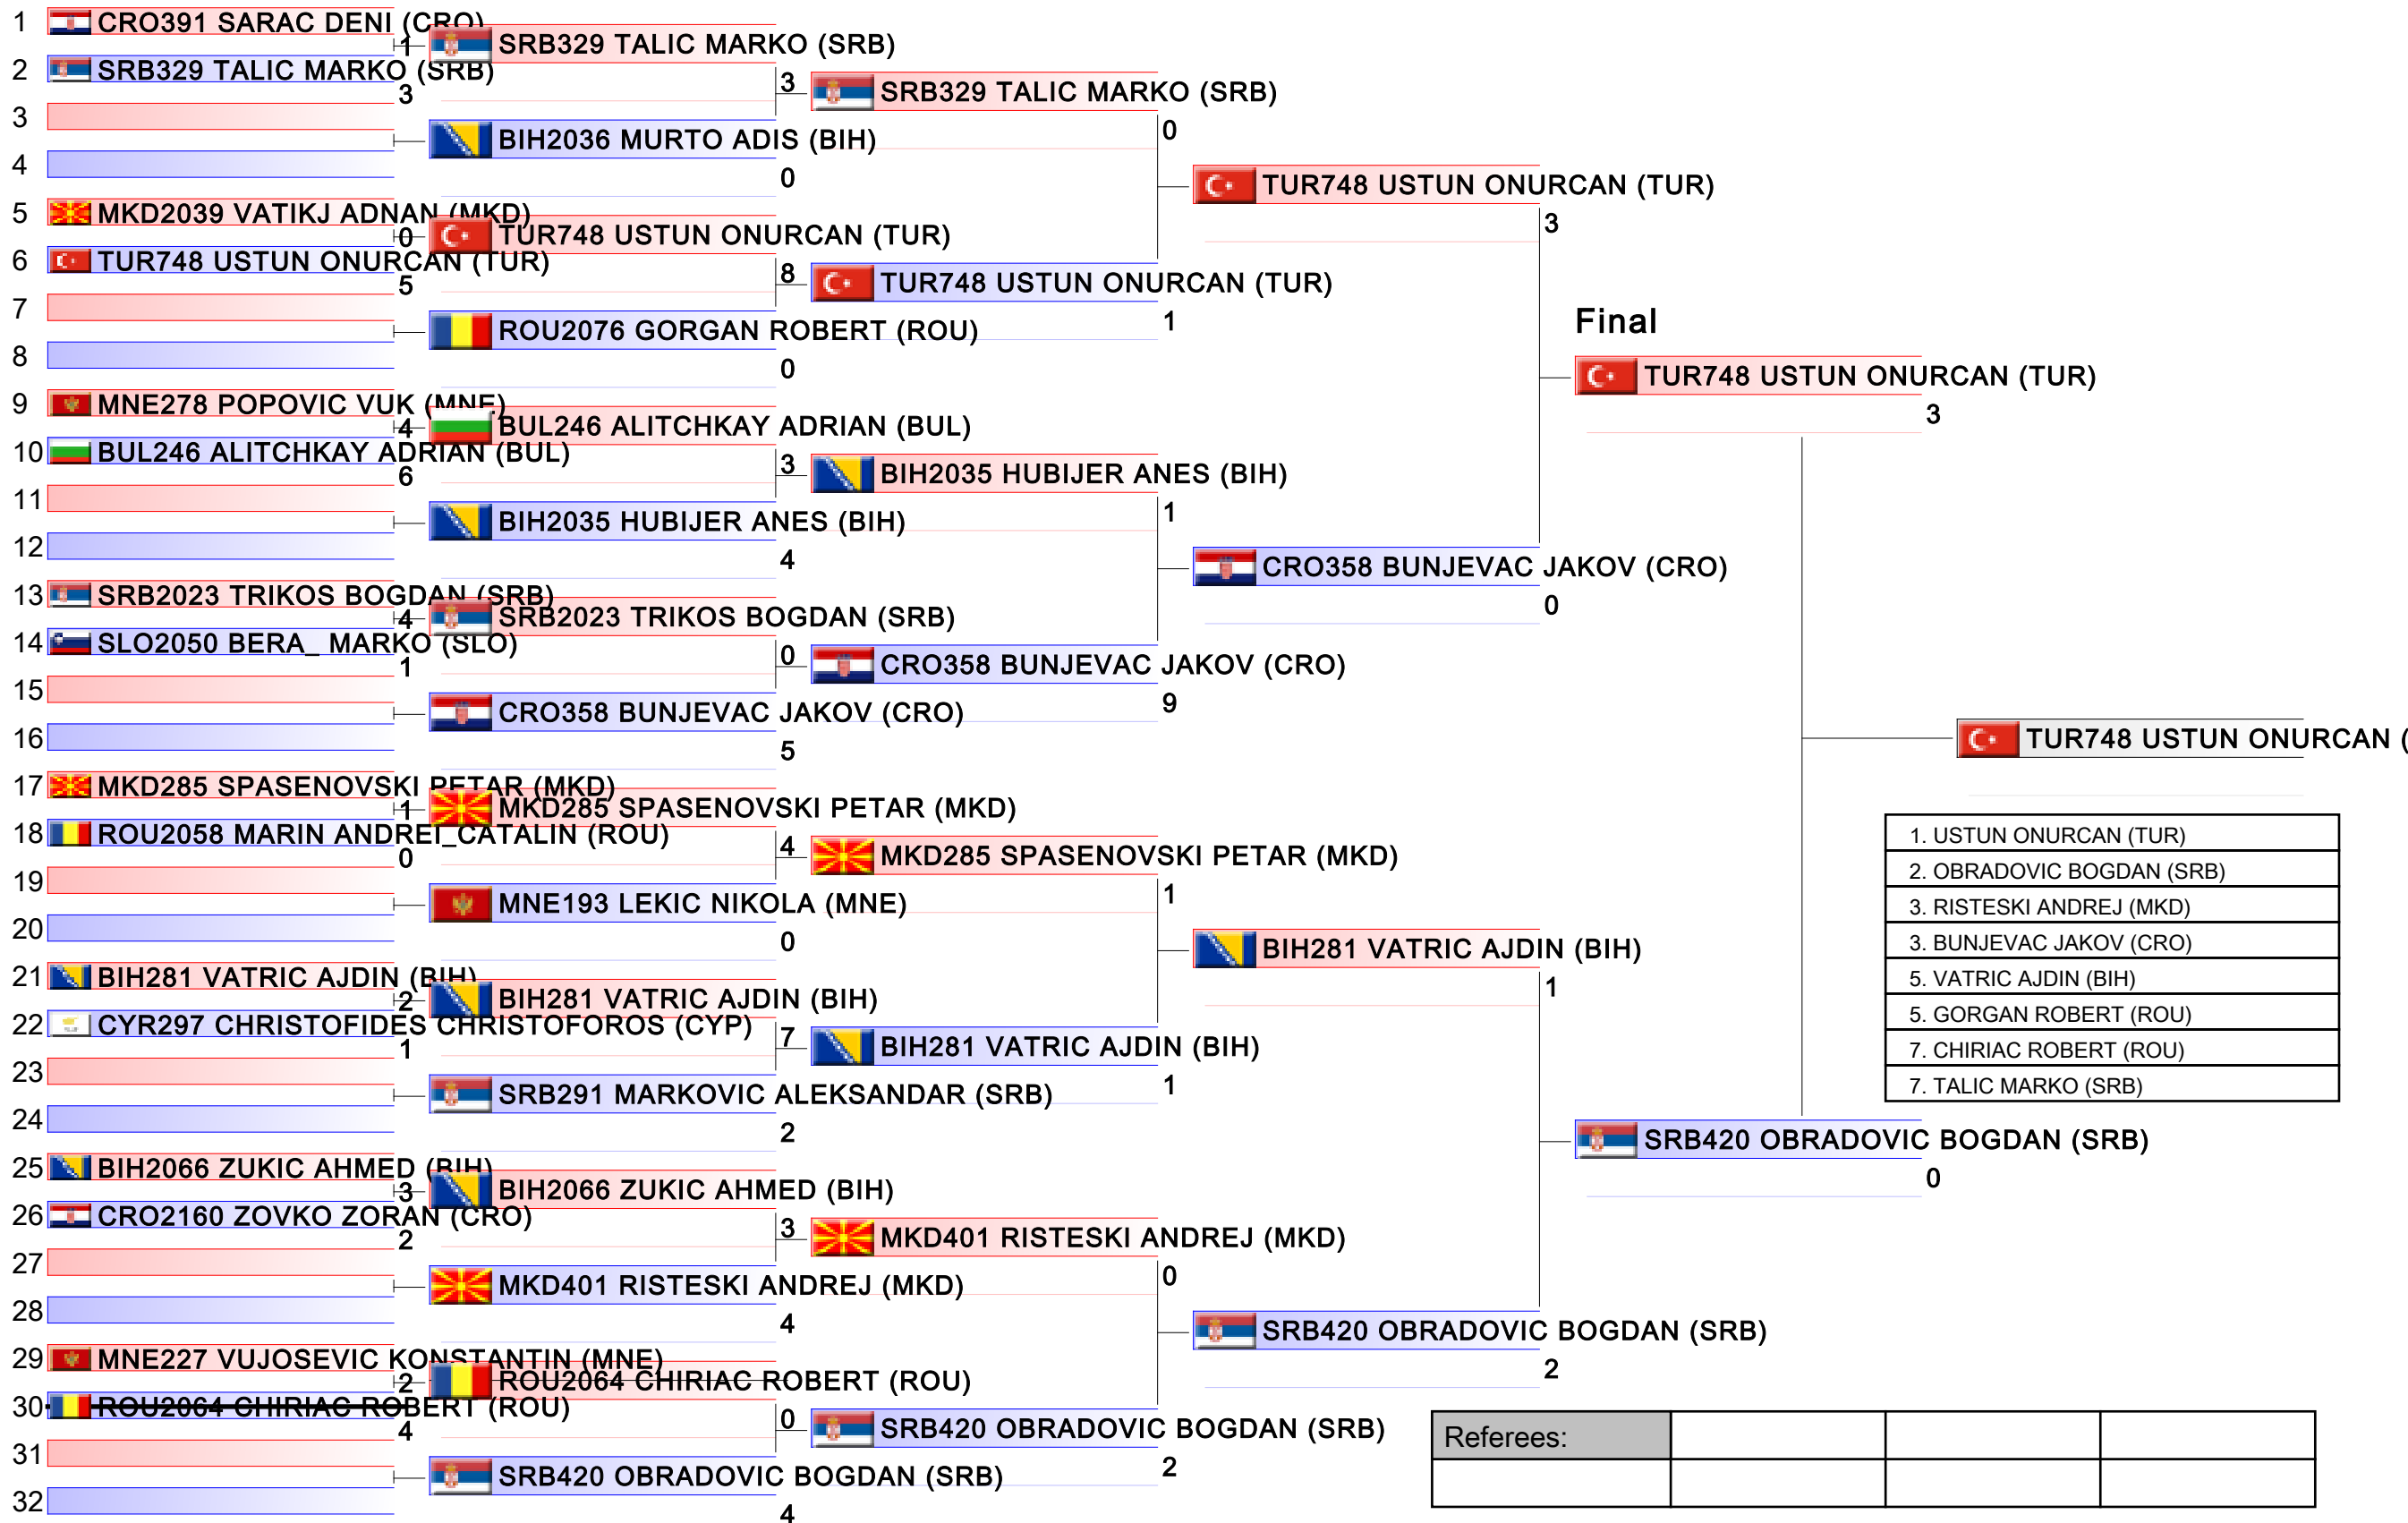 1 CRO391 SARAC DENI (CRO)
1
2 SRB329 TALIC MARKO (SRB)
3
3
4
5 MKD2039 VATIKJ ADNAN (MKD)
0
6 TUR748 USTUN ONURCAN (TUR)
5
7
8
9 MNE278 POPOVIC VUK (MNE)
4
10 BUL246 ALITCHKAY ADRIAN (BUL)
6
11
12
13 SRB2023 TRIKOS BOGDAN (SRB)
4
14 SLO2050 BERA_ MARKO (SLO)
1
15
16
17 MKD285 SPASENOVSKI PETAR (MKD)
1
18 ROU2058 MARIN ANDREI_CATALIN (ROU)
0
19
20
21 BIH281 VATRIC AJDIN (BIH)
2
22 CYR297 CHRISTOFIDES CHRISTOFOROS (CYP)
1
23
24
25 BIH2066 ZUKIC AHMED (BIH)
3
26 CRO2160 ZOVKO ZORAN (CRO)
2
27
28
29 MNE227 VUJOSEVIC KONSTANTIN (MNE)
2
30 ROU2064 CHIRIAC ROBERT (ROU)
4
31
32
SRB329 TALIC MARKO (SRB)
3
BIH2036 MURTO ADIS (BIH)
0
TUR748 USTUN ONURCAN (TUR)
8
ROU2076 GORGAN ROBERT (ROU)
0
BUL246 ALITCHKAY ADRIAN (BUL)
3
BIH2035 HUBIJER ANES (BIH)
4
SRB2023 TRIKOS BOGDAN (SRB)
0
CRO358 BUNJEVAC JAKOV (CRO)
5
MKD285 SPASENOVSKI PETAR (MKD)
4
MNE193 LEKIC NIKOLA (MNE)
0
BIH281 VATRIC AJDIN (BIH)
7
SRB291 MARKOVIC ALEKSANDAR (SRB)
2
BIH2066 ZUKIC AHMED (BIH)
3
MKD401 RISTESKI ANDREJ (MKD)
4
ROU2064 CHIRIAC ROBERT (ROU)
0
SRB420 OBRADOVIC BOGDAN (SRB)
4
SRB329 TALIC MARKO (SRB)
0
TUR748 USTUN ONURCAN (TUR)
1
BIH2035 HUBIJER ANES (BIH)
1
CRO358 BUNJEVAC JAKOV (CRO)
9
MKD285 SPASENOVSKI PETAR (MKD)
1
BIH281 VATRIC AJDIN (BIH)
1
MKD401 RISTESKI ANDREJ (MKD)
0
SRB420 OBRADOVIC BOGDAN (SRB)
2
TUR748 USTUN ONURCAN (TUR)
3
CRO358 BUNJEVAC JAKOV (CRO)
0
BIH281 VATRIC AJDIN (BIH)
1
SRB420 OBRADOVIC BOGDAN (SRB)
2
Final
TUR748 USTUN ONURCAN (TUR)
3
SRB420 OBRADOVIC BOGDAN (SRB)
0
TUR748 USTUN ONURCAN (
1. USTUN ONURCAN (TUR)
2. OBRADOVIC BOGDAN (SRB)
3. RISTESKI ANDREJ (MKD)
3. BUNJEVAC JAKOV (CRO)
5. VATRIC AJDIN (BIH)
5. GORGAN ROBERT (ROU)
7. CHIRIAC ROBERT (ROU)
7. TALIC MARKO (SRB)
Referees: